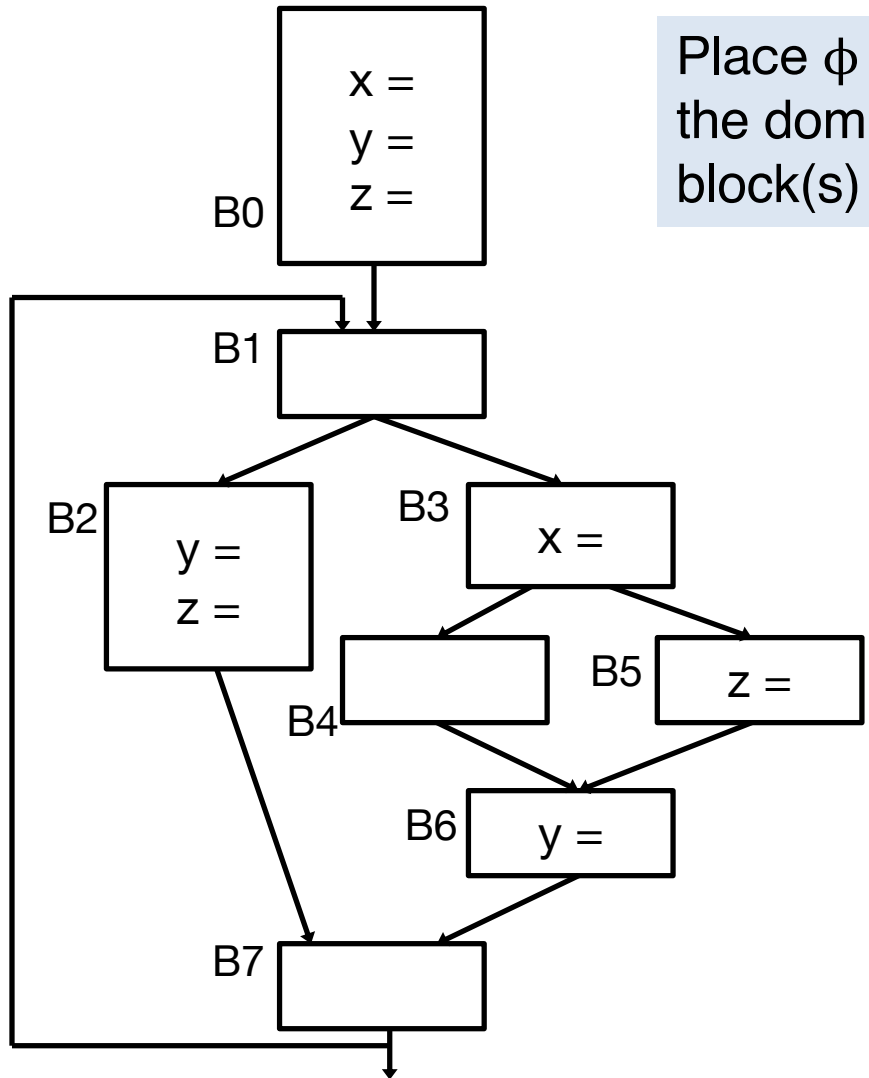 Place ϕ
the dom
block(s)
x =
y =
z =
B0
B1
B2
y =
z =
B3
x =
B4
B5
z =
B6
y =
B7